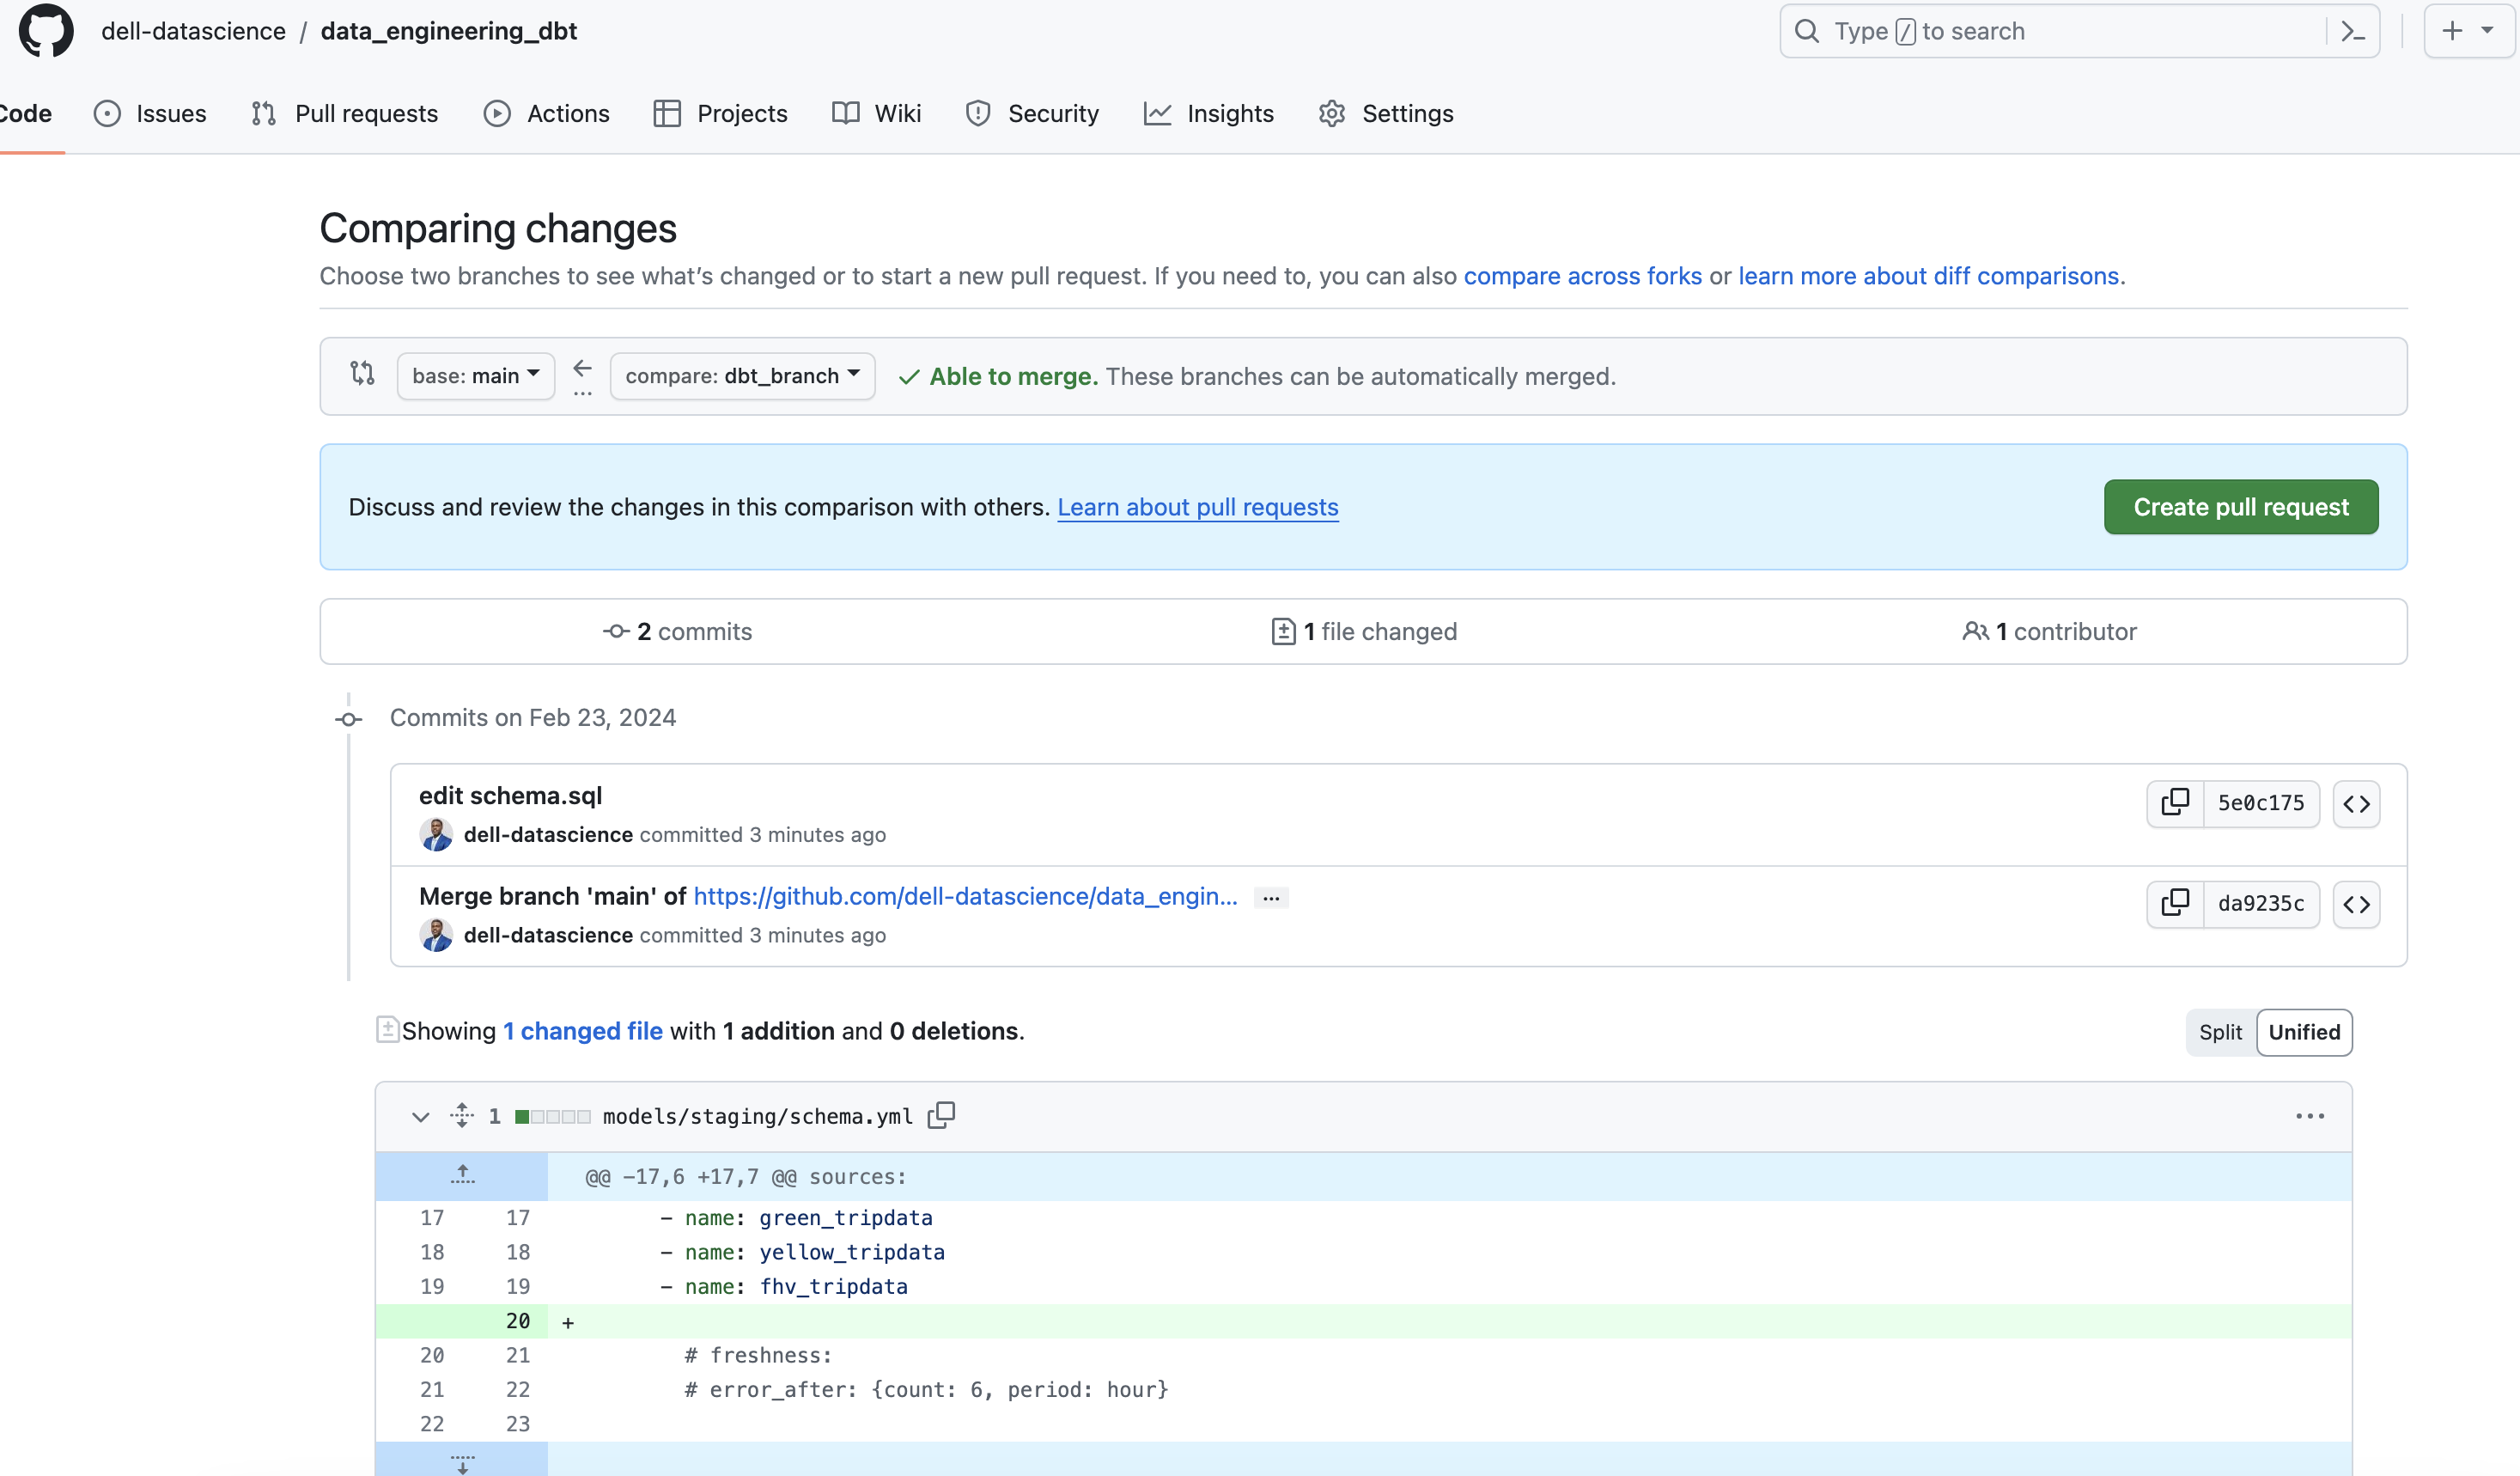 dell-datascience / data_engineering_dbt
Type / to search
Code Issues Pull requests Actions Projects Wiki Security Insights Settings
Comparing changes
Choose two branches to see what’s changed or to start a new pull request. If you need to, you can also compare across forks or learn more about diff comparisons.
base: main ← ... compare: dbt_branch ✓ Able to merge. These branches can be automatically merged.
Discuss and review the changes in this comparison with others. Learn about pull requests
Create pull request
2 commits 1 file changed 1 contributor
Commits on Feb 23, 2024
edit schema.sql
5e0c175
dell-datascience committed 3 minutes ago
Merge branch 'main' of https://github.com/dell-datascience/data_engin... …
da9235c
dell-datascience committed 3 minutes ago
Showing 1 changed file with 1 addition and 0 deletions.
Split Unified
1 models/staging/schema.yml
@@ -17,6 +17,7 @@ sources:
17 17 - name: green_tripdata
18 18 - name: yellow_tripdata
19 19 - name: fhv_tripdata
20 +
20 21 # freshness:
21 22 # error_after: {count: 6, period: hour}
22 23